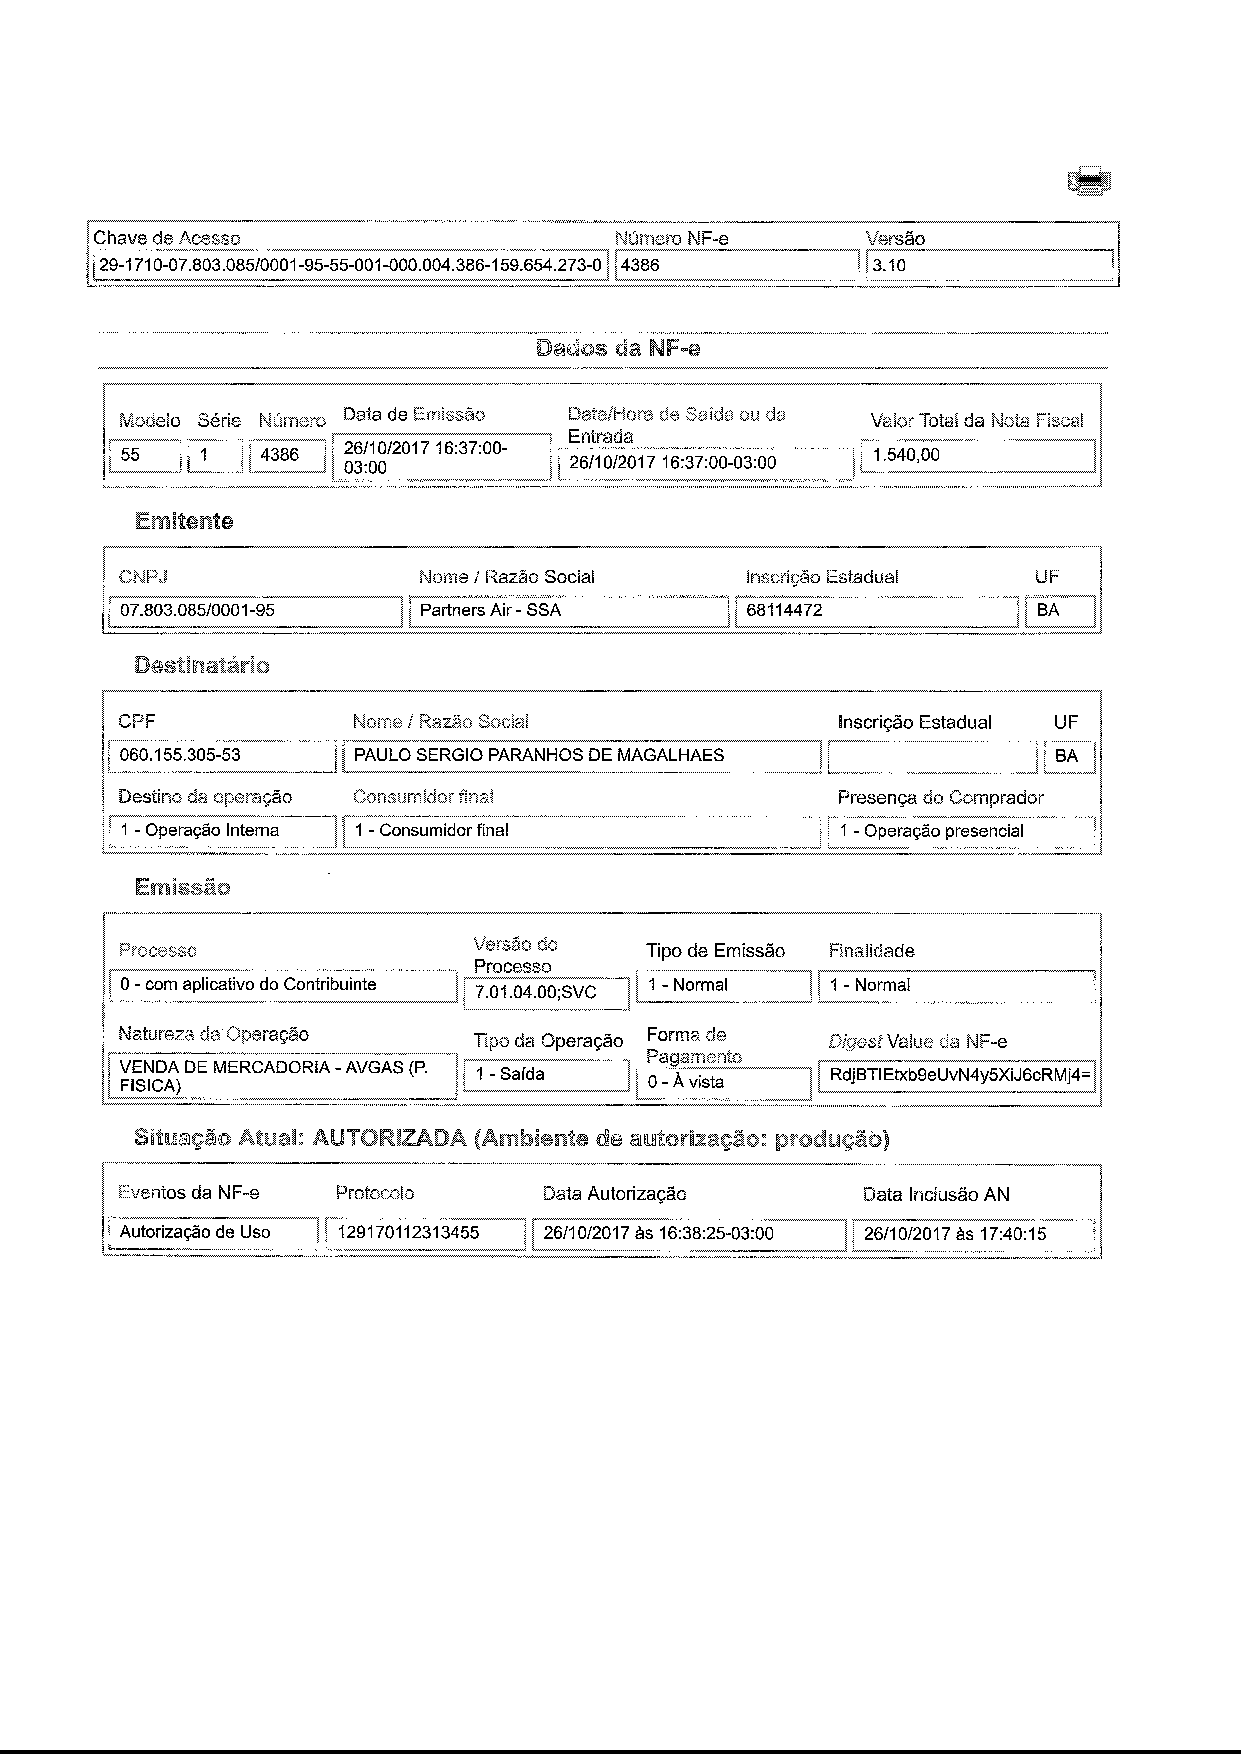 Chave de Acesso Número NF-e Versão
29-1710-07.803.085/0001-95-55-001-000.004.386-159.654.273-0 4386 3.10
Dados da NF-e
Modelo Série Número Data de Emissão Data/Hora de Saída ou da Entrada Valor Total da Nota Fiscal
55 1 4386 26/10/2017 16:37:00-03:00 26/10/2017 16:37:00-03:00 1.540,00
Emitente
CNPJ Nome / Razão Social Inscrição Estadual UF
07.803.085/0001-95 Partners Air - SSA 68114472 BA
Destinatário
CPF Nome / Razão Social Inscrição Estadual UF
060.155.305-53 PAULO SERGIO PARANHOS DE MAGALHAES BA
Destino da operação Consumidor final Presença do Comprador
1 - Operação Interna 1 - Consumidor final 1 - Operação presencial
Emissão
Processo Versão do Processo Tipo de Emissão Finalidade
0 - com aplicativo do Contribuinte 7.01.04.00;SVC 1 - Normal 1 - Normal
Natureza da Operação Tipo da Operação Forma de Pagamento Digest Value da NF-e
VENDA DE MERCADORIA - AVGAS (P. FISICA) 1 - Saída 0 - À vista RdjBTIEtxb9eUvN4y5XiJ6cRMj4=
Situação Atual: AUTORIZADA (Ambiente de autorização: produção)
Eventos da NF-e Protocolo Data Autorização Data Inclusão AN
Autorização de Uso 129170112313455 26/10/2017 às 16:38:25-03:00 26/10/2017 às 17:40:15